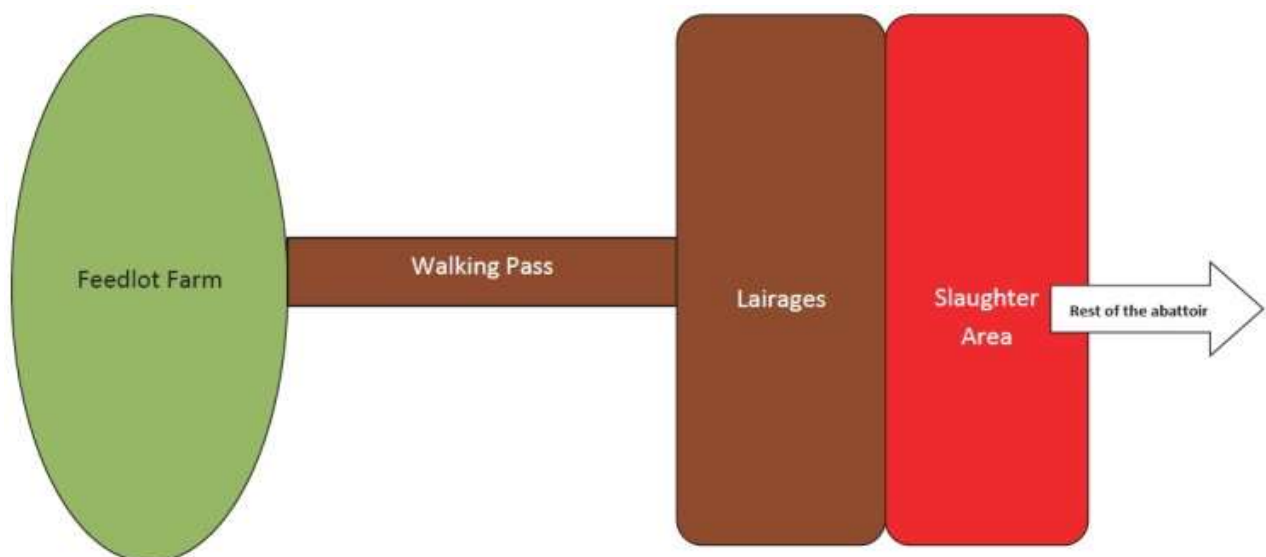 Feedlot Farm
Walking Pass
Lairages
Slaughter
Area
Rest of the abattoir